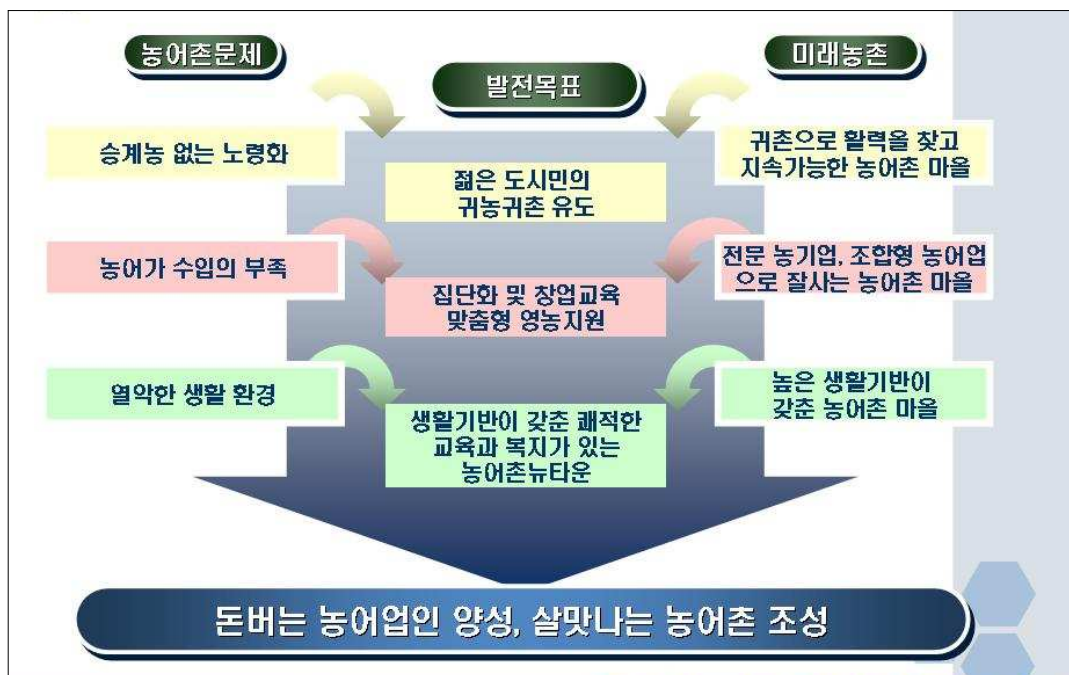 농어촌문제
발전목표
미래농촌
승계농 없는 노령화
젊은 도시민의
귀농귀촌 유도
귀촌으로 활력을 찾고
지속가능한 농어촌 마을
농어가 수입의 부족
집단화 및 창업교육
맞춤형 영농지원
전문 농기업, 조합형 농어업
으로 잘사는 농어촌 마을
열악한 생활 환경
생활기반이 갖춘 쾌적한
교육과 복지가 있는
농어촌뉴타운
높은 생활기반이
갖춘 농어촌 마을
돈버는 농어업인 양성, 살맛나는 농어촌 조성